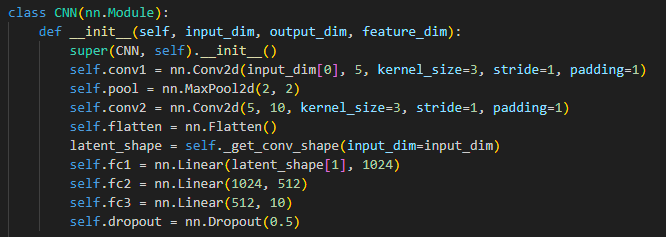 class CNN(nn.Module):
    def __init__(self, input_dim, output_dim, feature_dim):
        super(CNN, self).__init__()
        self.conv1 = nn.Conv2d(input_dim[0], 5, kernel_size=3, stride=1, padding=1)
        self.pool = nn.MaxPool2d(2, 2)
        self.conv2 = nn.Conv2d(5, 10, kernel_size=3, stride=1, padding=1)
        self.flatten = nn.Flatten()
        latent_shape = self._get_conv_shape(input_dim=input_dim)
        self.fc1 = nn.Linear(latent_shape[1], 1024)
        self.fc2 = nn.Linear(1024, 512)
        self.fc3 = nn.Linear(512, 10)
        self.dropout = nn.Dropout(0.5)